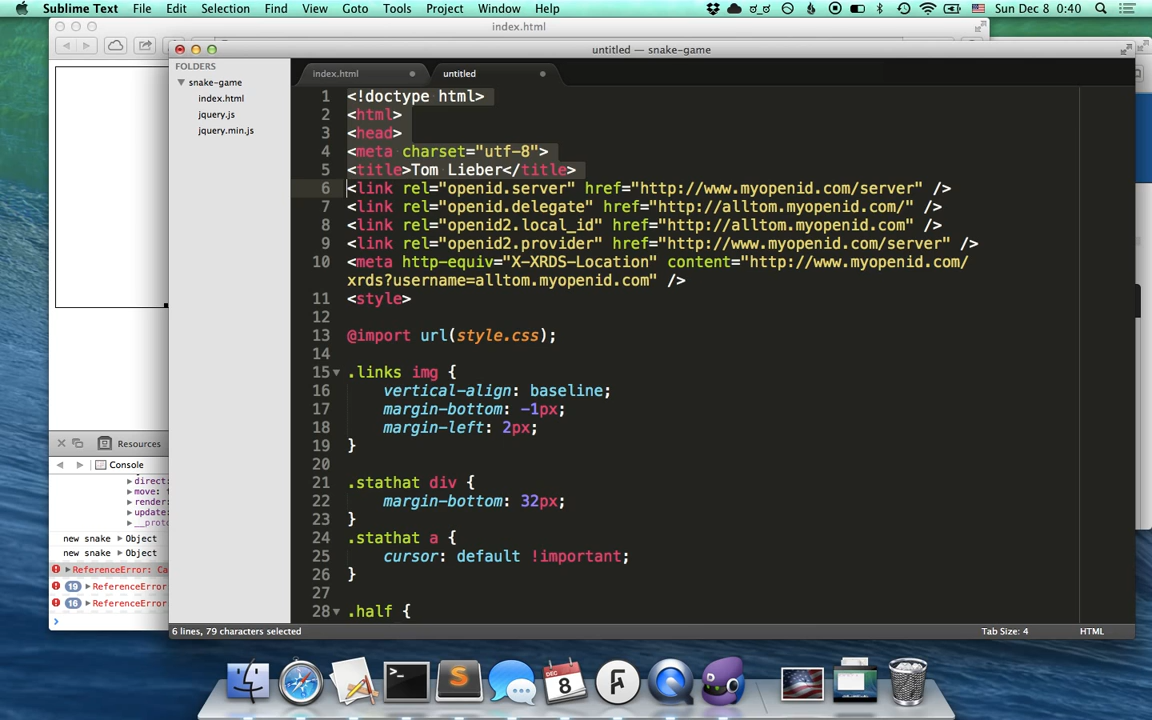 Sublime Text File Edit Selection Find View Goto Tools Project Window Help Sun Dec 8 0:40
index.html
untitled — snake-game
FOLDERS
snake-game
index.html
jquery.js
jquery.min.js
index.html untitled
1 <!doctype html>
2 <html>
3 <head>
4 <meta charset="utf-8">
5 <title>Tom Lieber</title>
6 <link rel="openid.server" href="http://www.myopenid.com/server" />
7 <link rel="openid.delegate" href="http://alltom.myopenid.com/" />
8 <link rel="openid2.local_id" href="http://alltom.myopenid.com" />
9 <link rel="openid2.provider" href="http://www.myopenid.com/server" />
10 <meta http-equiv="X-XRDS-Location" content="http://www.myopenid.com/
xrds?username=alltom.myopenid.com" />
11 <style>
12
13 @import url(style.css);
14
15 .links img {
16 vertical-align: baseline;
17 margin-bottom: -1px;
18 margin-left: 2px;
19 }
20
21 .stathat div {
22 margin-bottom: 32px;
23 }
24 .stathat a {
25 cursor: default !important;
26 }
27
28 .half {
Resources
Console
direct:
move:
render:
update:
__proto
new snake ▶Object
new snake ▶Object
▶ReferenceError: Ca
19 ▶ReferenceError
16 ▶ReferenceError
6 lines, 79 characters selected Tab Size: 4 HTML
DEC
8